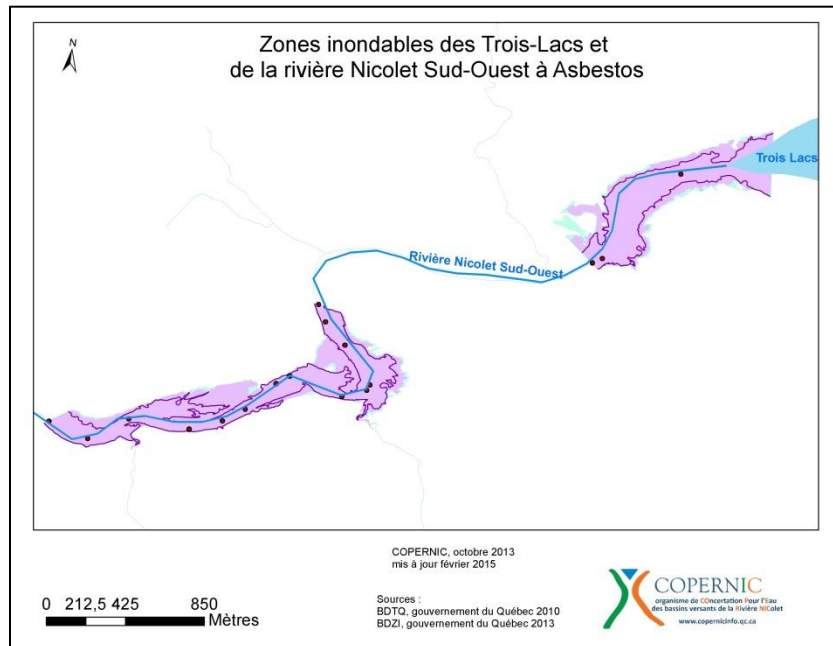 Zones inondables des Trois-Lacs et
de la rivière Nicolet Sud-Ouest à Asbestos
N
Trois Lacs
Rivière Nicolet Sud-Ouest
COPERNIC, octobre 2013
mis à jour février 2015
Sources :
BDTQ, gouvernement du Québec 2010
BDZI, gouvernement du Québec 2013
0 212,5 425 850
Mètres
COPERNIC
organisme de COncertation Pour l'Eau
des bassins versants de la Rivière NIColet
www.copernicinfo.qc.ca